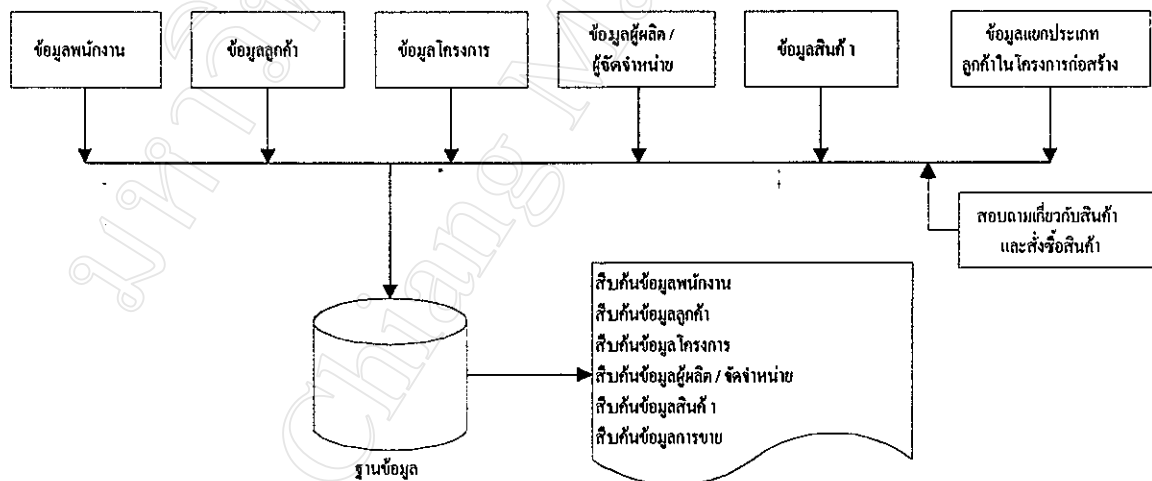 ข้อมูลพนักงาน
ข้อมูลลูกค้า
ข้อมูลโครงการ
ข้อมูลผู้ผลิต /
ผู้จัดจำหน่าย
ข้อมูลสินค้า
ข้อมูลแยกประเภท
ลูกค้าในโครงการก่อสร้าง
สอบถามเกี่ยวกับสินค้า
และสั่งซื้อสินค้า
สืบค้นข้อมูลพนักงาน
สืบค้นข้อมูลลูกค้า
สืบค้นข้อมูลโครงการ
สืบค้นข้อมูลผู้ผลิต / จัดจำหน่าย
สืบค้นข้อมูลสินค้า
สืบค้นข้อมูลการขาย
ฐานข้อมูล
Chiang